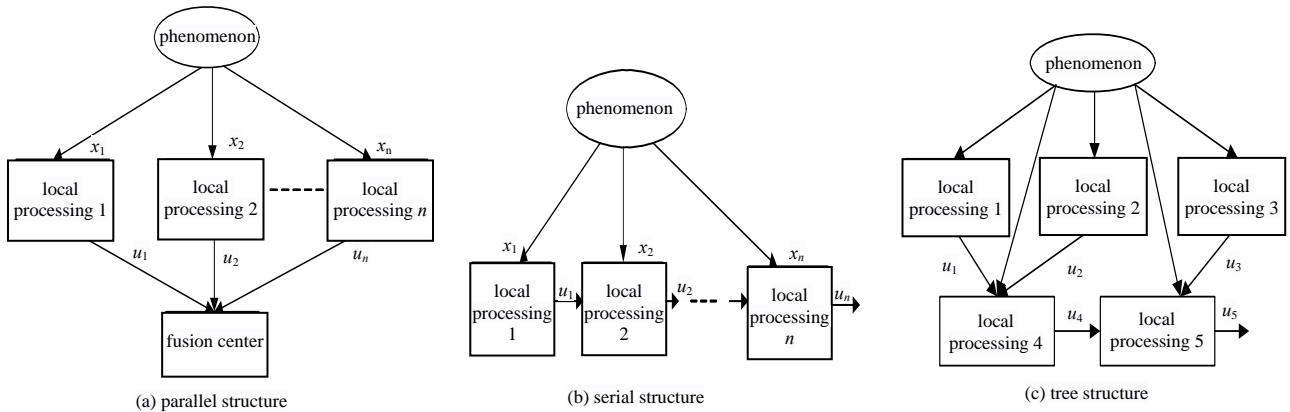 phenomenon
x1
x2
xn
local
processing 1
local
processing 2
local
processing n
u1
u2
un
fusion center
(a) parallel structure
phenomenon
x1
x2
xn
local
processing
1
u1
local
processing
2
u2
local
processing
n
un
(b) serial structure
phenomenon
local
processing 1
local
processing 2
local
processing 3
u1
u2
u3
local
processing 4
u4
local
processing 5
u5
(c) tree structure